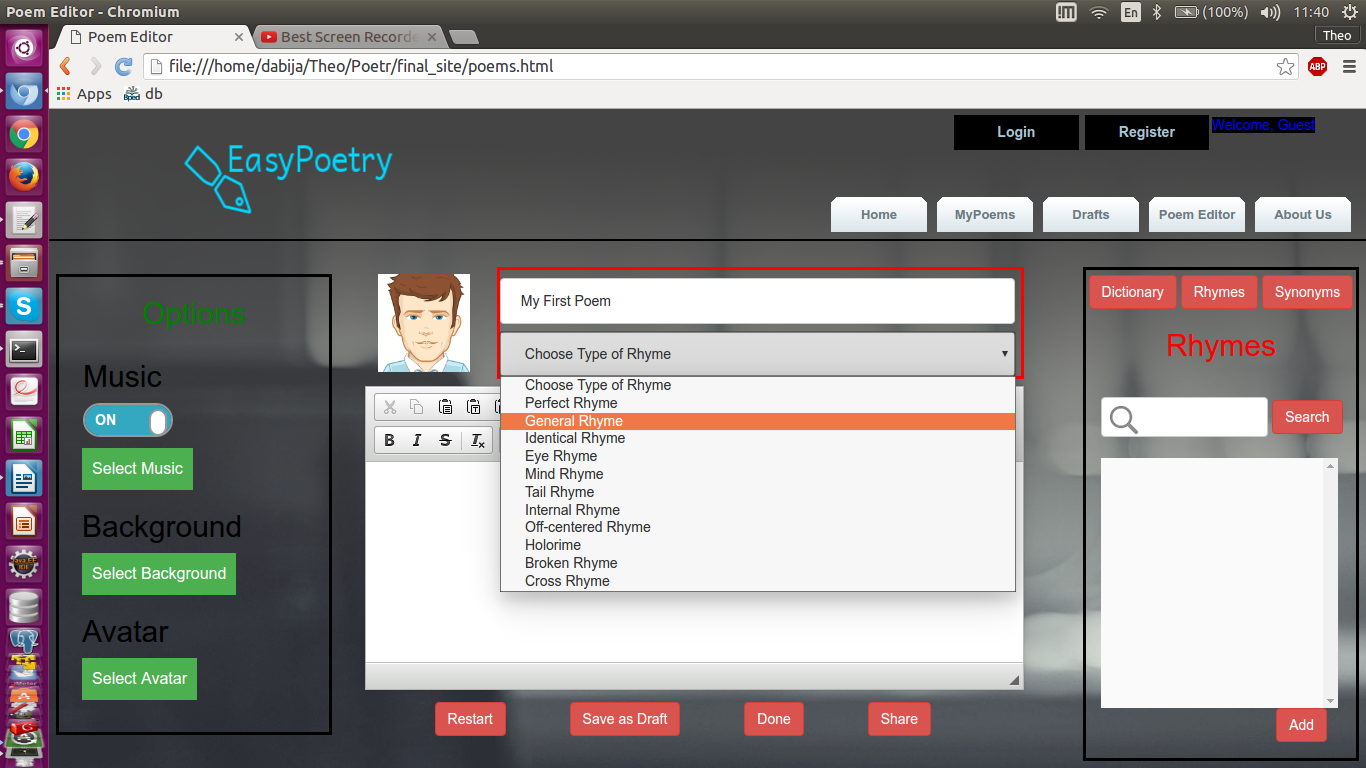 Poem Editor - Chromium
En
(100%)
11:40
Poem Editor
Best Screen Recorde
Theo
file:///home/dabija/Theo/Poetr/final_site/poems.html
ABP
Apps
db
Login
Register
Welcome, Guest
EasyPoetry
Home
MyPoems
Drafts
Poem Editor
About Us
Options
Music
ON
Select Music
Background
Select Background
Avatar
Select Avatar
My First Poem
Choose Type of Rhyme
Choose Type of Rhyme
Perfect Rhyme
General Rhyme
Identical Rhyme
Eye Rhyme
Mind Rhyme
Tail Rhyme
Internal Rhyme
Off-centered Rhyme
Holorime
Broken Rhyme
Cross Rhyme
B I S Tx
Restart
Save as Draft
Done
Share
Dictionary
Rhymes
Synonyms
Rhymes
Search
Add